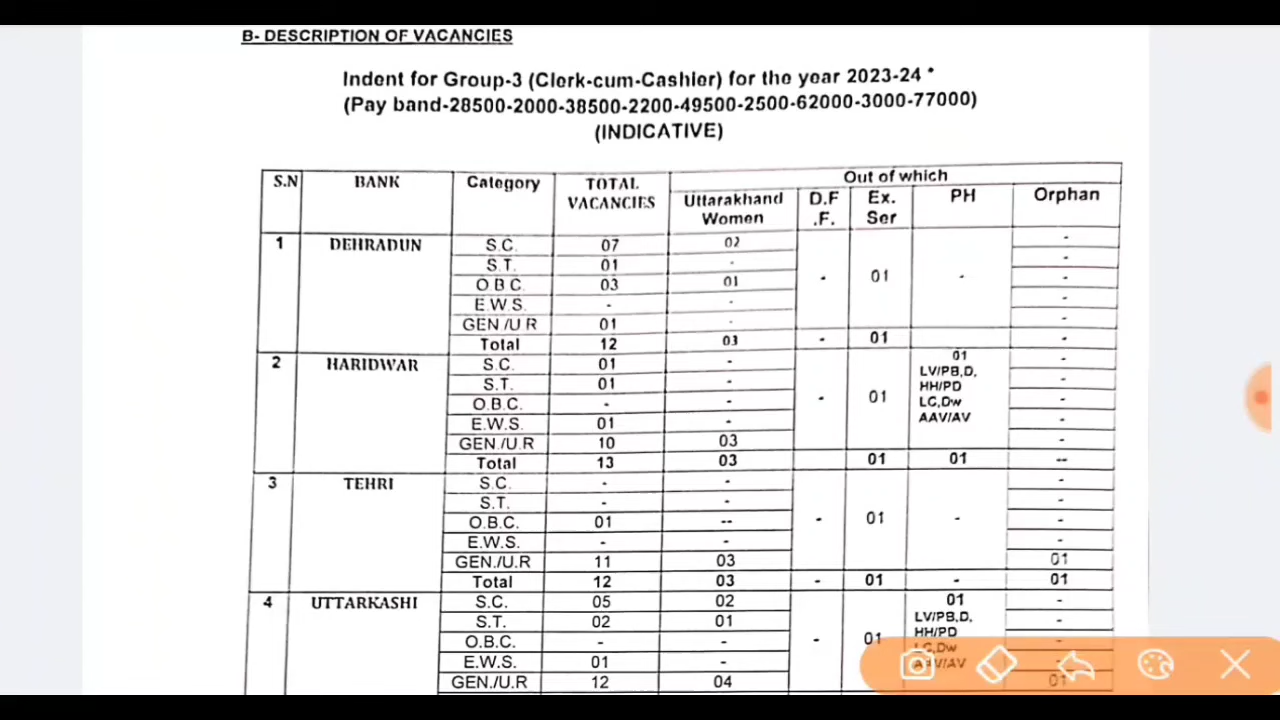 B- DESCRIPTION OF VACANCIES
Indent for Group-3 (Clerk-cum-Cashier) for the year 2023-24 *
(Pay band-28500-2000-38500-2200-49500-2500-62000-3000-77000)
(INDICATIVE)
S.N BANK Category TOTAL VACANCIES Out of which
Uttarakhand Women D.F .F. Ex. Ser PH Orphan
1 DEHRADUN S.C. 07 02 -
S.T. 01 - -
O B C. 03 01 - 01 - -
E.W.S. - - -
GEN /U R 01 - -
Total 12 03 - 01 -
2 HARIDWAR S.C. 01 - 01 -
S.T. 01 - LV/PB,D, -
O.B.C. - - - 01 HH/PD -
E.W.S. 01 - LC,Dw -
GEN./U.R 10 03 AAV/AV -
Total 13 03 01 01 --
3 TEHRI S.C. - - -
S.T. - - -
O.B.C. 01 -- - 01 - -
E.W.S. - - -
GEN./U.R 11 03 01
Total 12 03 - 01 - 01
4 UTTARKASHI S.C. 05 02 01 -
S.T. 02 01 LV/PB,D, -
O.B.C. - - - 01 HH/PD -
E.W.S. 01 - LC,Dw -
GEN./U.R 12 04 AAV/AV 01